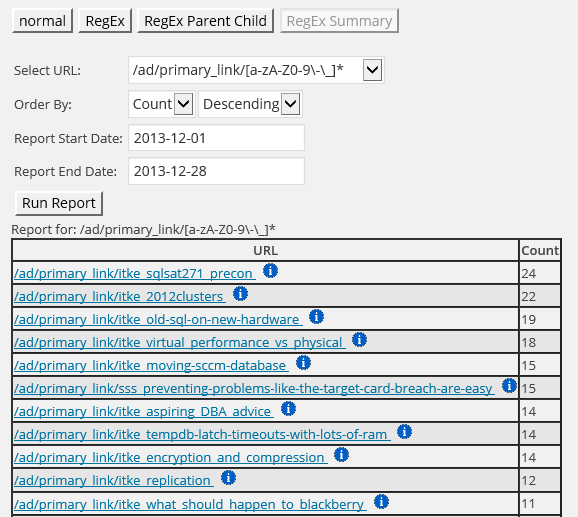 normal RegEx RegEx Parent Child RegEx Summary
Select URL: /ad/primary_link/[a-zA-Z0-9\-\_]*
Order By: Count Descending
Report Start Date: 2013-12-01
Report End Date: 2013-12-28
Run Report
Report for: /ad/primary_link/[a-zA-Z0-9\-\_]*
URL Count
/ad/primary_link/itke_sqlsat271_precon 24
/ad/primary_link/itke_2012clusters 22
/ad/primary_link/itke_old-sql-on-new-hardware 19
/ad/primary_link/itke_virtual_performance_vs_physical 18
/ad/primary_link/itke_moving-sccm-database 15
/ad/primary_link/sss_preventing-problems-like-the-target-card-breach-are-easy 15
/ad/primary_link/itke_aspiring_DBA_advice 14
/ad/primary_link/itke_tempdb-latch-timeouts-with-lots-of-ram 14
/ad/primary_link/itke_encryption_and_compression 14
/ad/primary_link/itke_replication 12
/ad/primary_link/itke_what_should_happen_to_blackberry 11